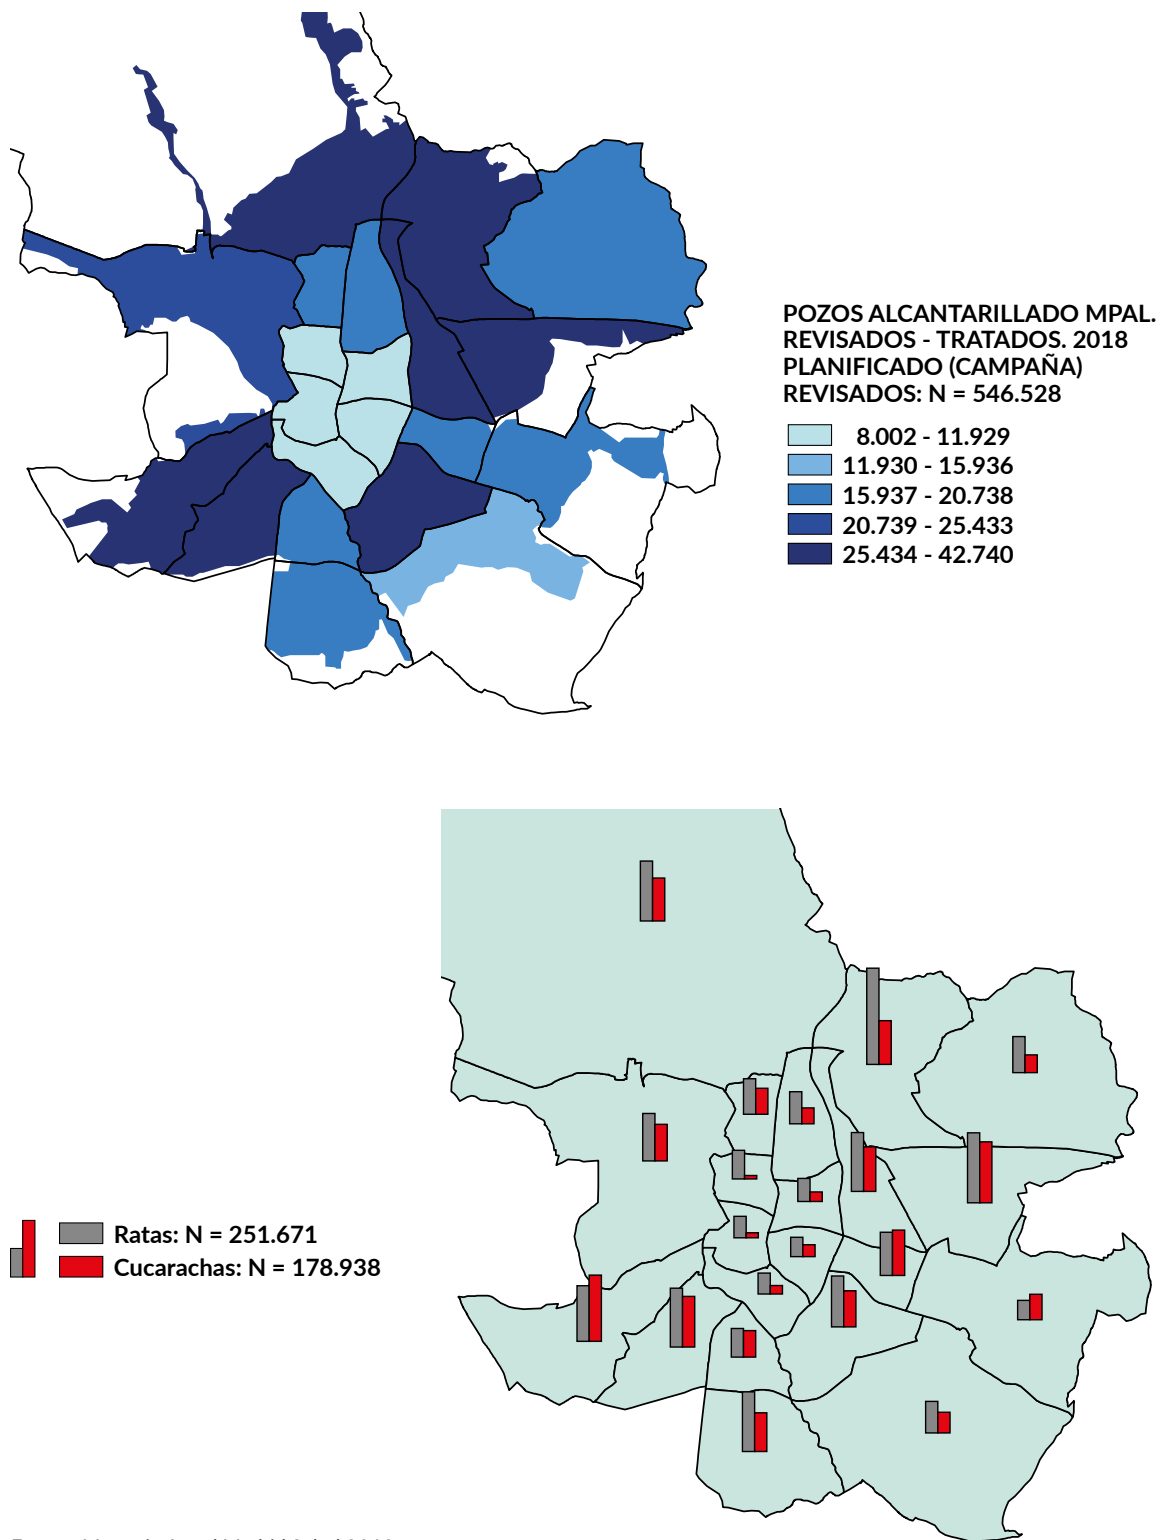 POZOS ALCANTARILLADO MPAL.
REVISADOS - TRATADOS. 2018
PLANIFICADO (CAMPAÑA)
REVISADOS: N = 546.528
8.002 - 11.929
11.930 - 15.936
15.937 - 20.738
20.739 - 25.433
25.434 - 42.740
Ratas: N = 251.671
Cucarachas: N = 178.938